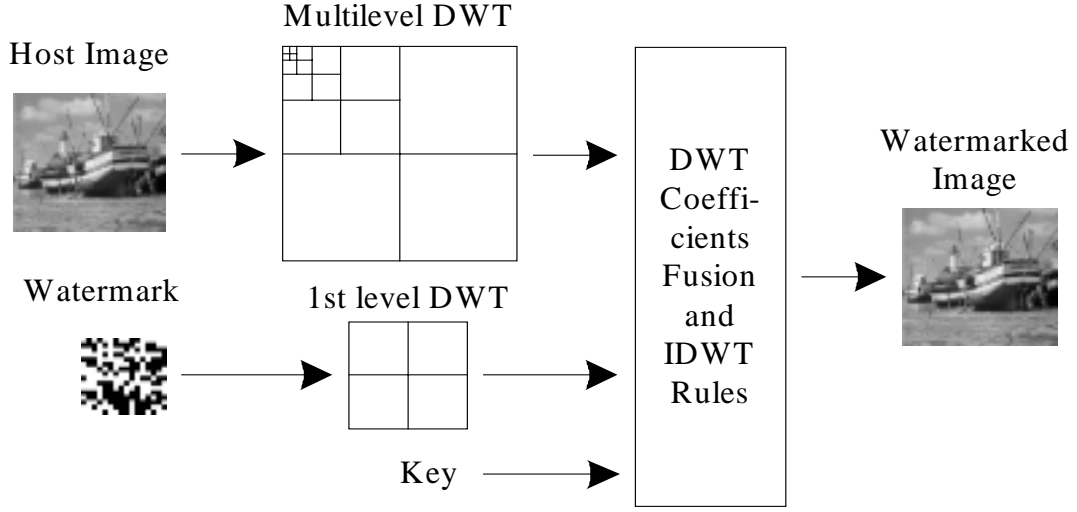 Multilevel DWT
Host Image
Watermark
1st level DWT
Key
DWT
Coeffi-
cients
Fusion
and
IDWT
Rules
Watermarked
Image